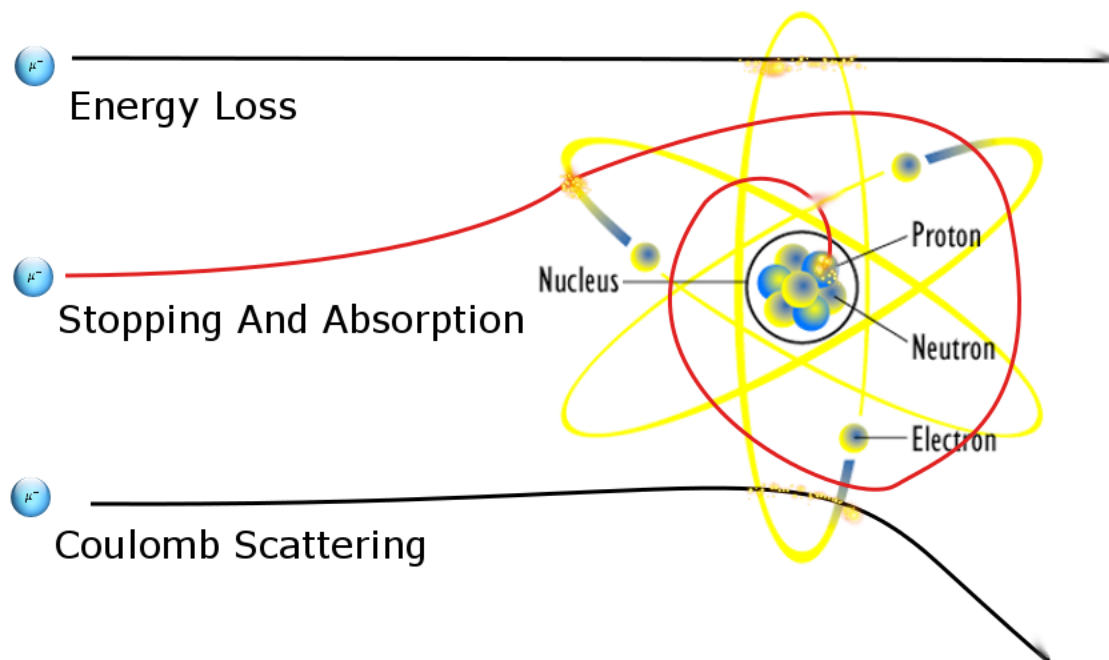 μ⁻
Energy Loss
μ⁻
Stopping And Absorption
Proton
Nucleus
Neutron
Electron
μ⁻
Coulomb Scattering